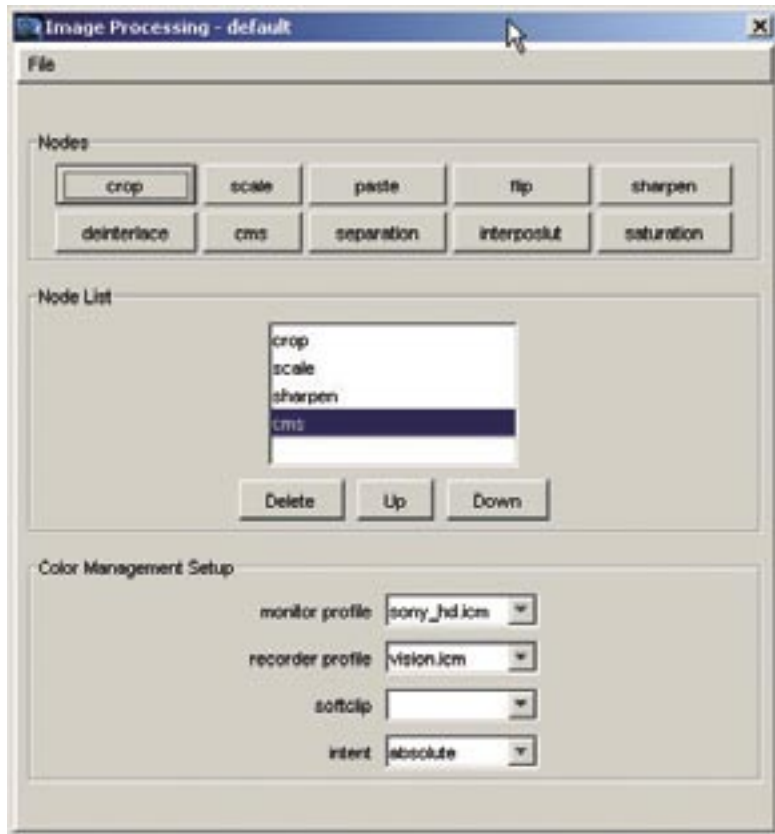 Image Processing - default
File
Nodes
crop scale paste flip sharpen
deinterlace cms separation interposlut saturation
Node List
crop
scale
sharpen
cms
Delete Up Down
Color Management Setup
monitor profile sony_hd.icm
recorder profile vision.icm
softclip
intent absolute